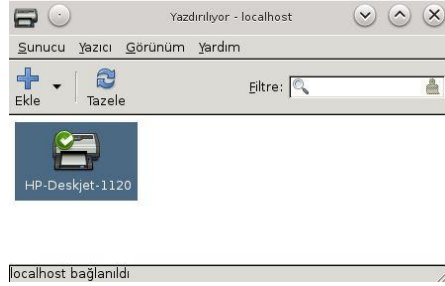 Yazdırılıyor - localhost
Sunucu Yazıcı Görünüm Yardım
Ekle Tazele Filtre:
HP-Deskjet-1120
localhost bağlanıldı